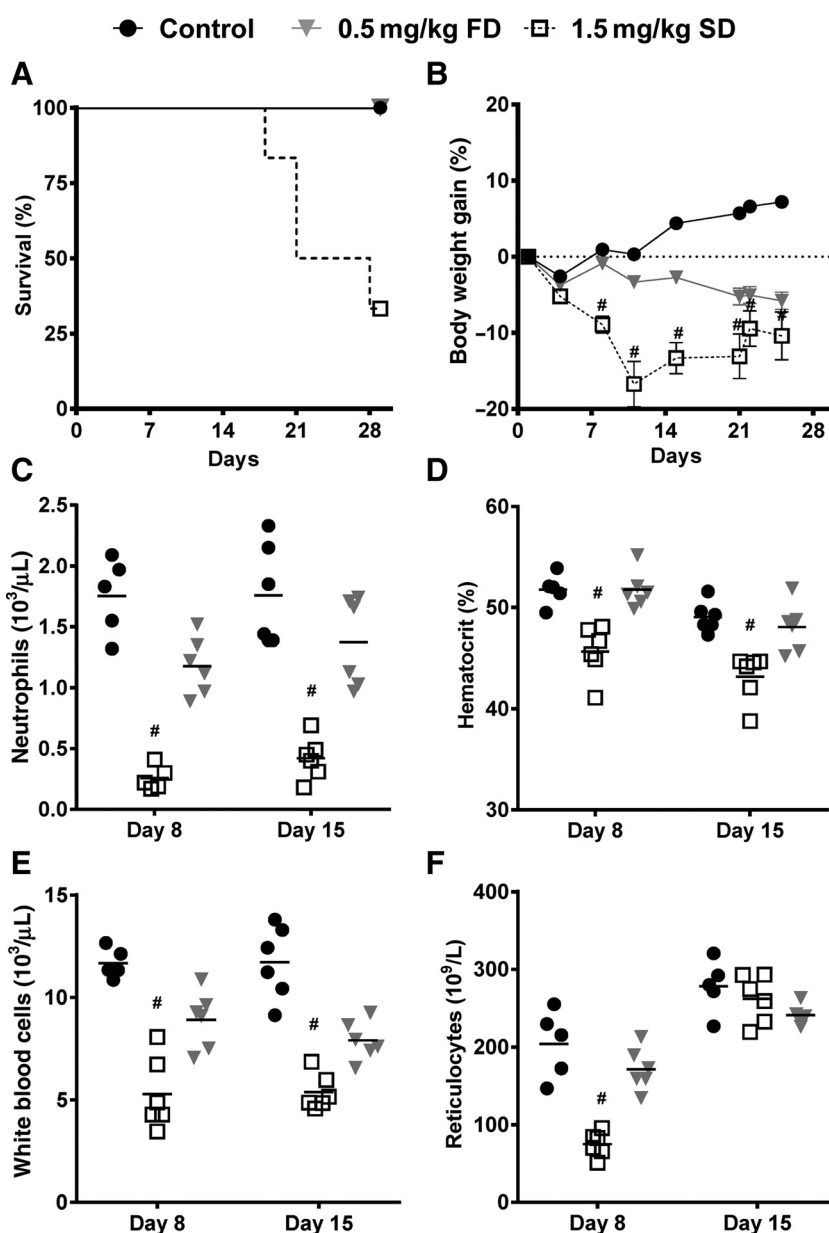 Control 0.5 mg/kg FD 1.5 mg/kg SD
A
100
75
50
25
0
Survival (%)
0 7 14 21 28
Days
B
20
10
0
−10
−20
Body weight gain (%)
# # # # # #
0 7 14 21 28
Days
C
2.5
2.0
1.5
1.0
0.5
0.0
Neutrophils (10³/μL)
# #
Day 8 Day 15
D
60
50
40
30
Hematocrit (%)
# #
Day 8 Day 15
E
15
10
5
0
White blood cells (10³/μL)
# #
Day 8 Day 15
F
400
300
200
100
0
Reticulocytes (10⁹/L)
#
Day 8 Day 15